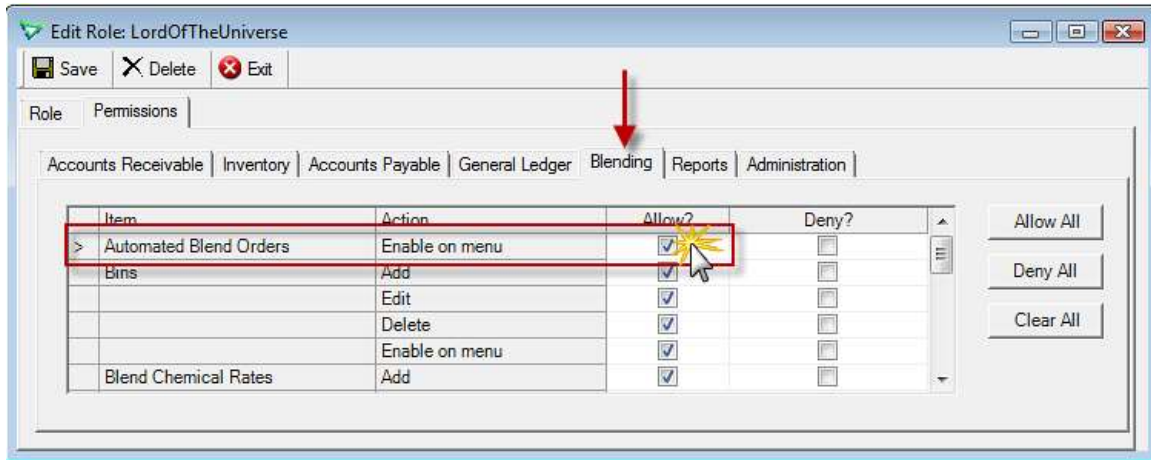 Edit Role: LordOfTheUniverse
Save Delete Exit
Role Permissions
Accounts Receivable Inventory Accounts Payable General Ledger Blending Reports Administration
Item Action Allow? Deny? Allow All
> Automated Blend Orders Enable on menu
Bins Add Deny All
Edit
Delete Clear All
Enable on menu
Blend Chemical Rates Add